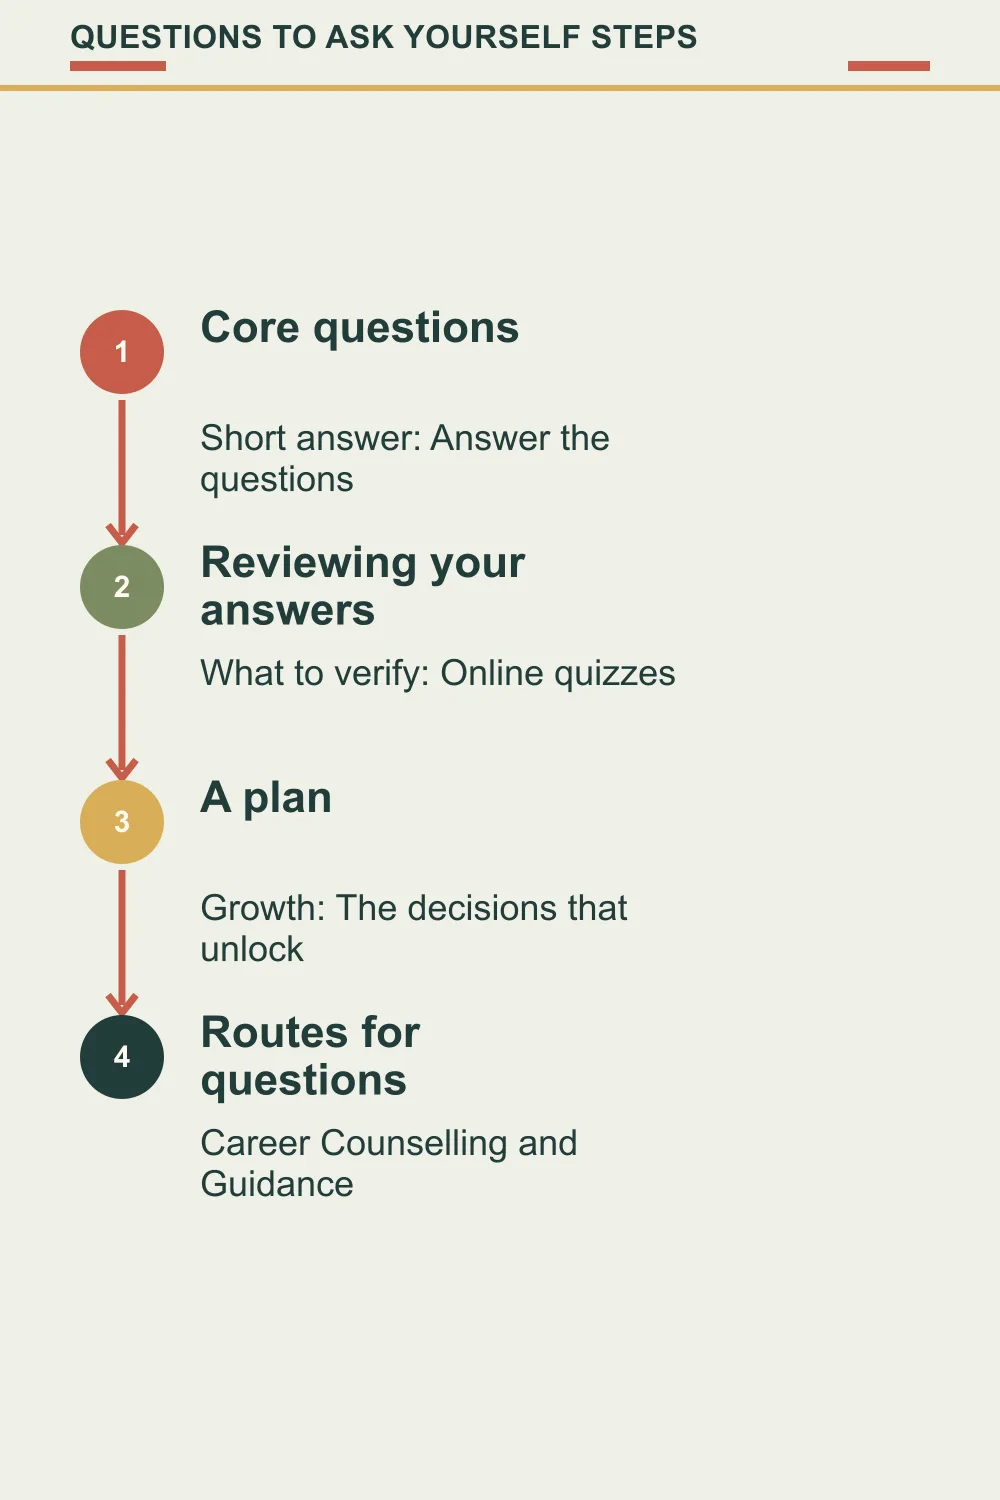 QUESTIONS TO ASK YOURSELF STEPS
1
Core questions
Short answer: Answer the
questions
2
Reviewing your
answers
What to verify: Online quizzes
3
A plan
Growth: The decisions that
unlock
4
Routes for
questions
Career Counselling and
Guidance